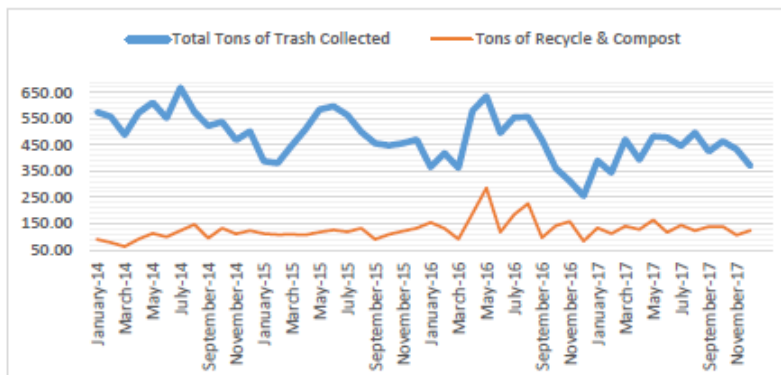 Total Tons of Trash Collected Tons of Recycle & Compost
650.00
550.00
450.00
350.00
250.00
150.00
50.00
January-14
March-14
May-14
July-14
September-14
November-14
January-15
March-15
May-15
July-15
September-15
November-15
January-16
March-16
May-16
July-16
September-16
November-16
January-17
March-17
May-17
July-17
September-17
November-17